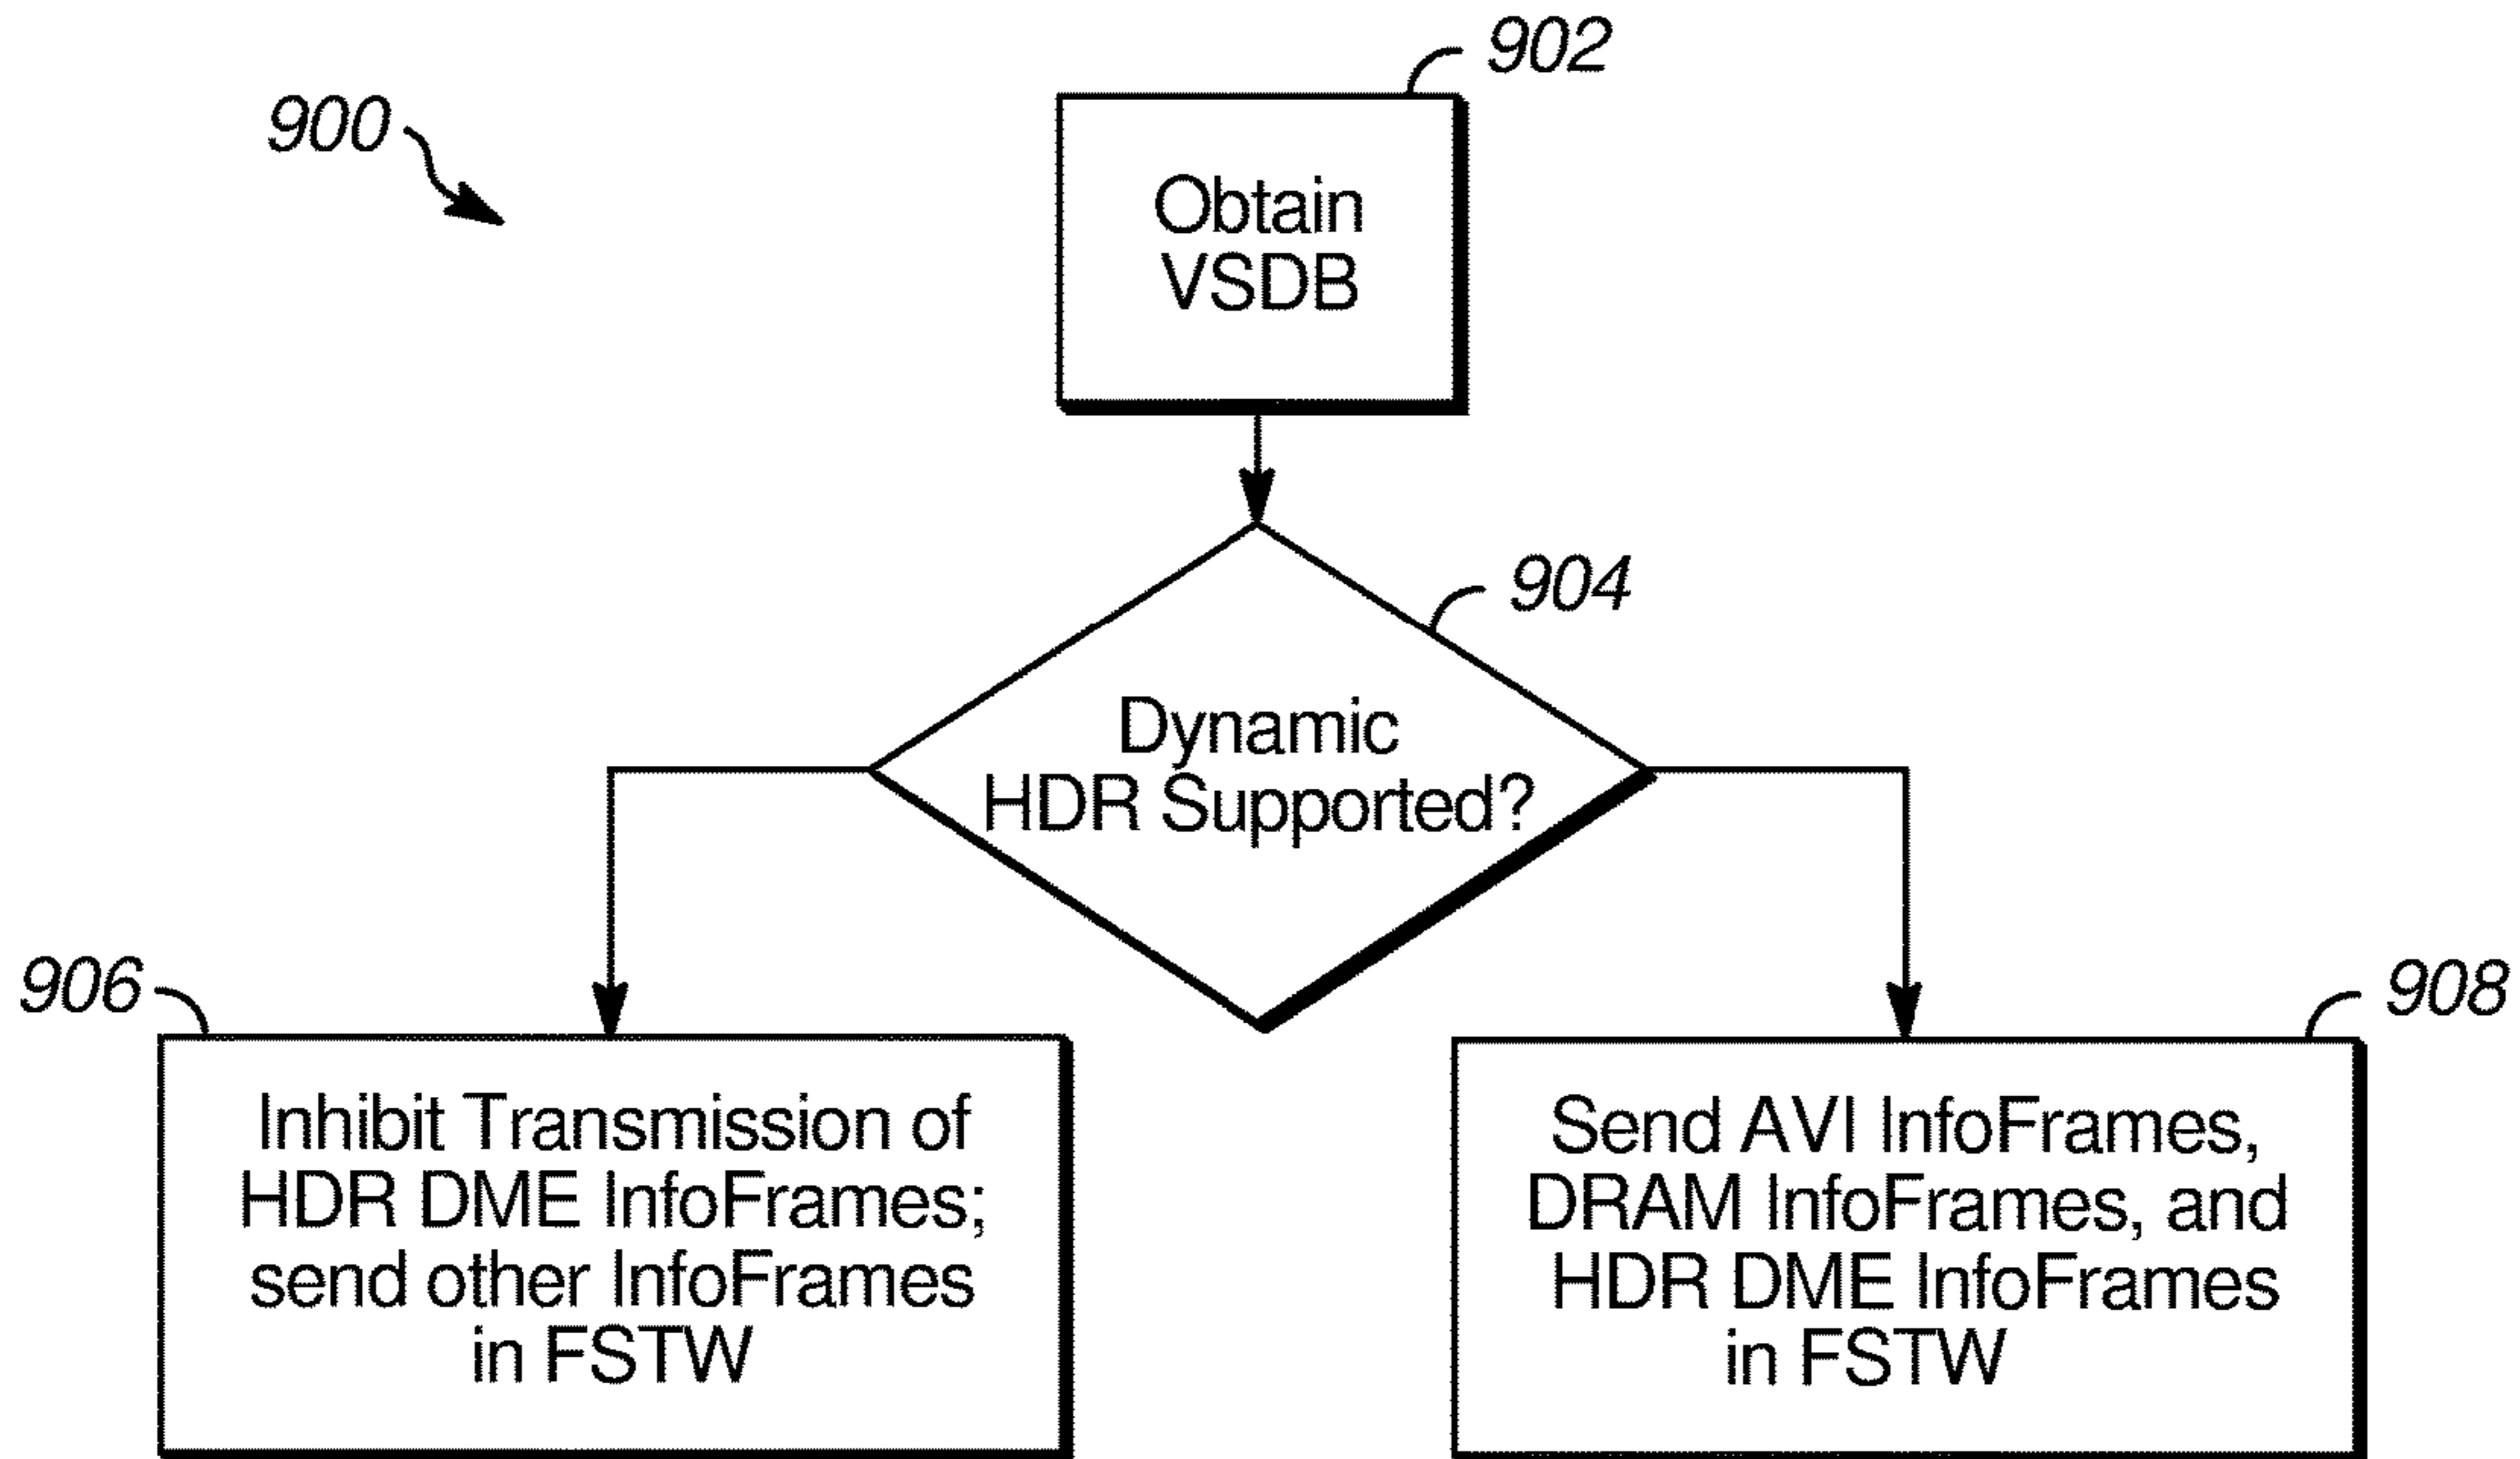 902
900
Obtain
VSDB
904
Dynamic
HDR Supported?
906
908
Inhibit Transmission of
HDR DME InfoFrames;
send other InfoFrames
in FSTW
Send AVI InfoFrames,
DRAM InfoFrames, and
HDR DME InfoFrames
in FSTW